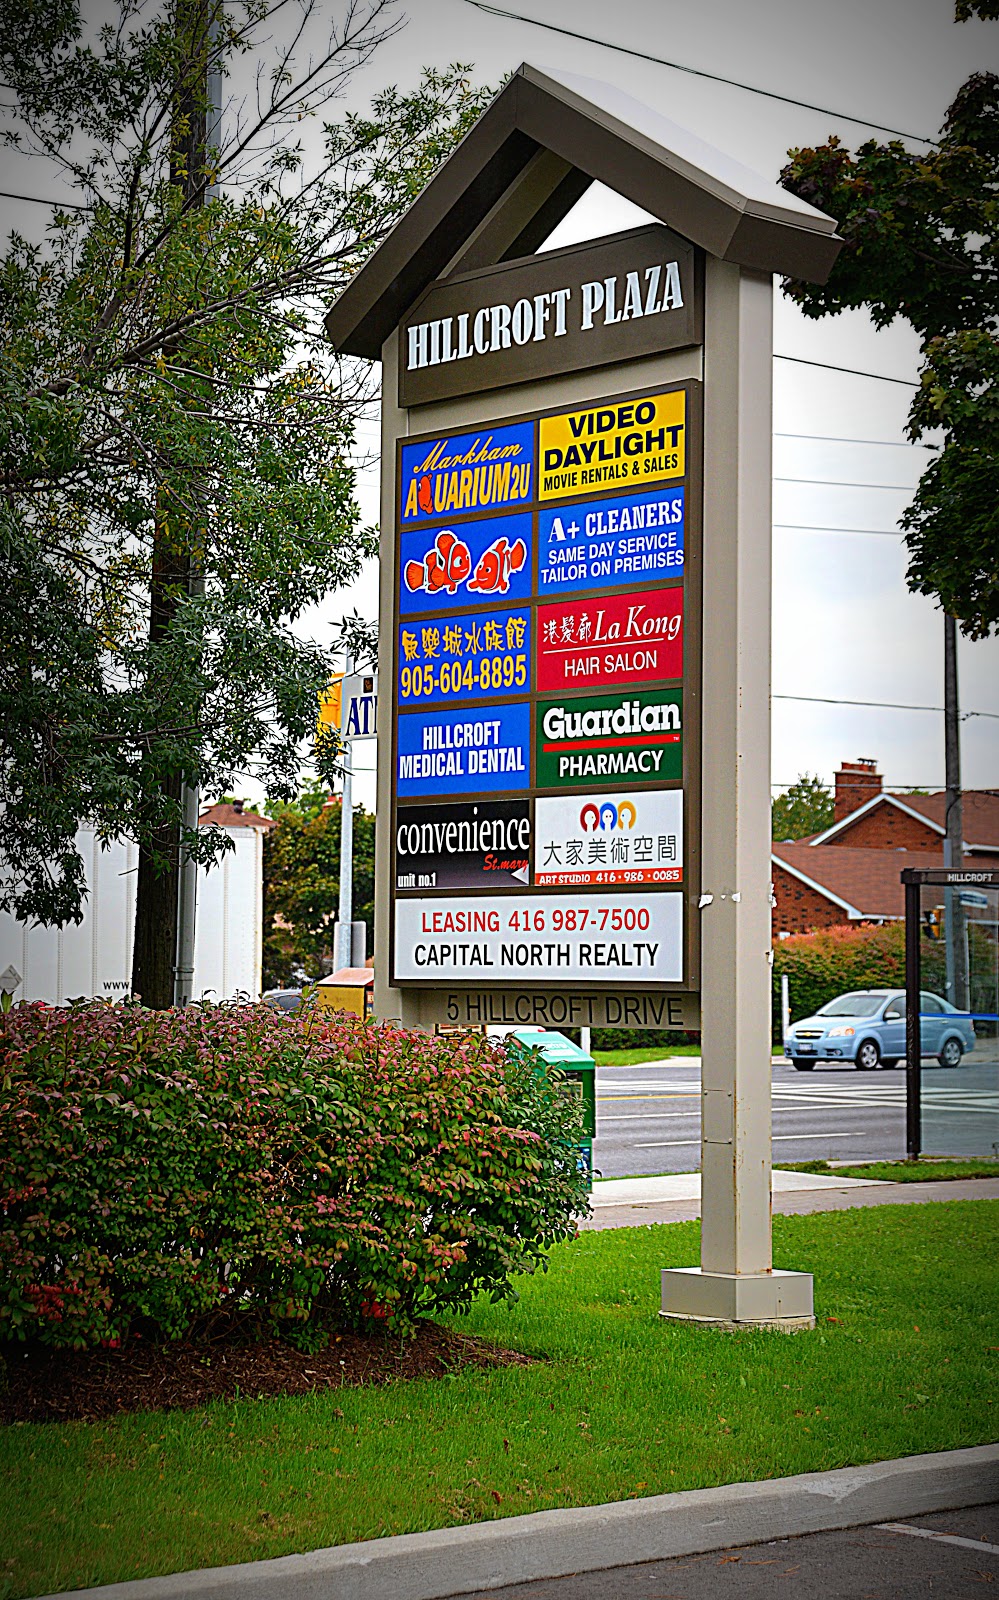 HILLCROFT PLAZA
Markham
AQUARIUM2U
魚樂城水族館
905-604-8895
HILLCROFT
MEDICAL DENTAL
convenience
St.mary
unit no.1
VIDEO
DAYLIGHT
MOVIE RENTALS & SALES
A+ CLEANERS
SAME DAY SERVICE
TAILOR ON PREMISES
港髮廊 La Kong
HAIR SALON
Guardian
TM
PHARMACY
大家美術空間
ART STUDIO 416·986·0085
LEASING 416 987-7500
CAPITAL NORTH REALTY
5 HILLCROFT DRIVE
AT
www
HILLCROFT